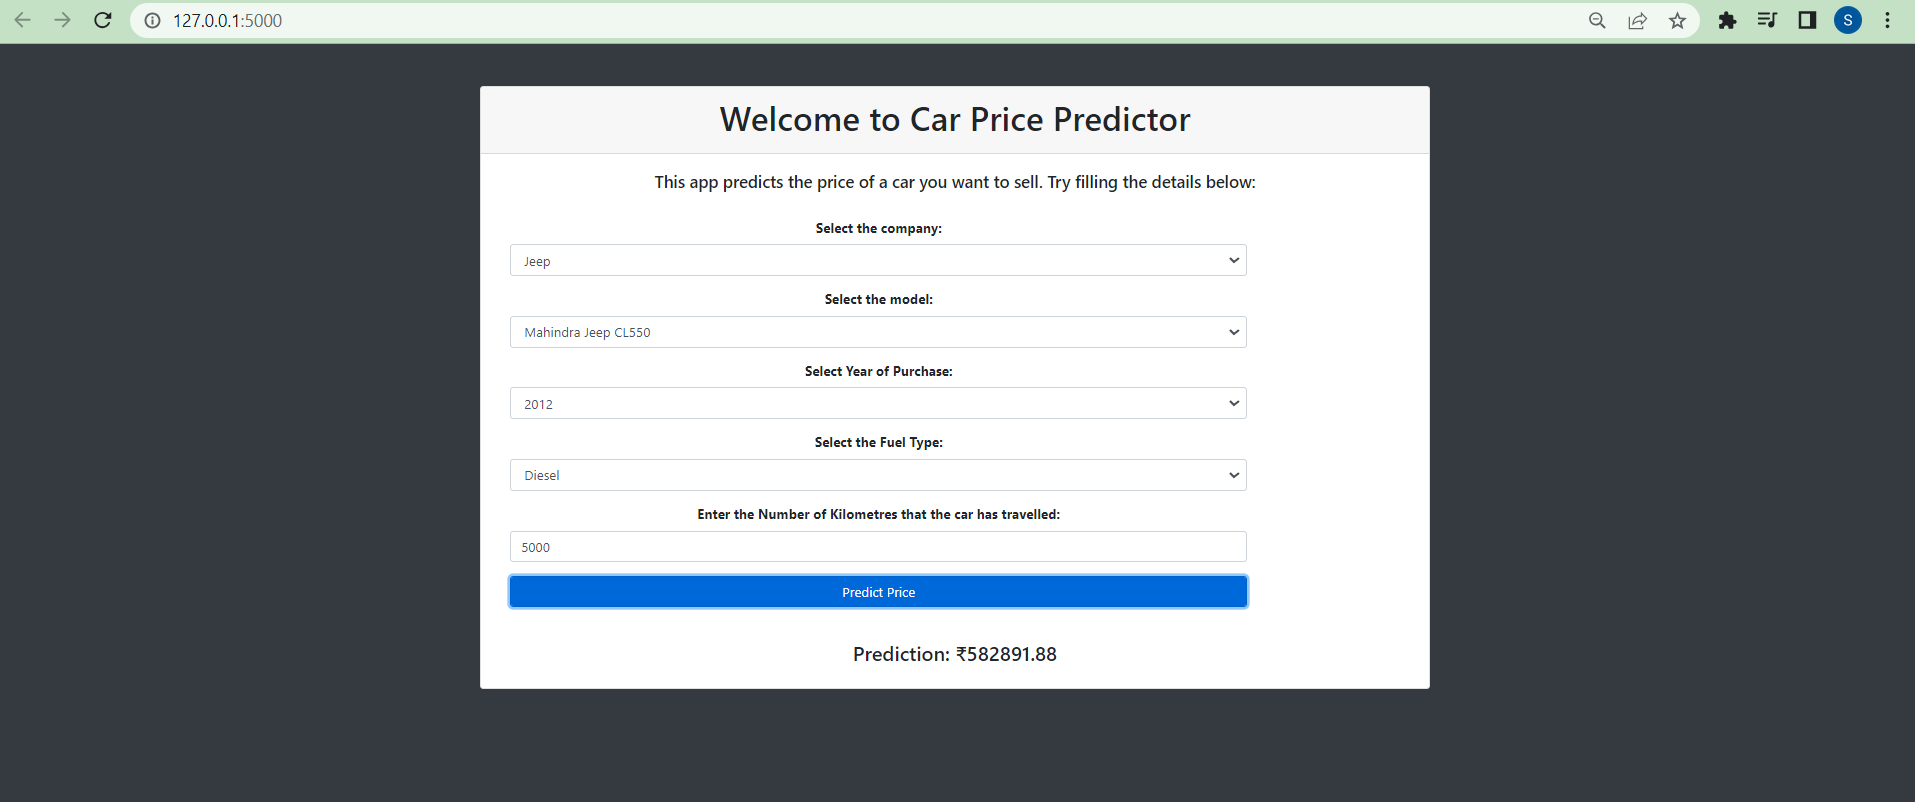 127.0.0.1:5000
S
Welcome to Car Price Predictor
This app predicts the price of a car you want to sell. Try filling the details below:
Select the company:
Jeep
Select the model:
Mahindra Jeep CL550
Select Year of Purchase:
2012
Select the Fuel Type:
Diesel
Enter the Number of Kilometres that the car has travelled:
5000
Predict Price
Prediction: ₹582891.88